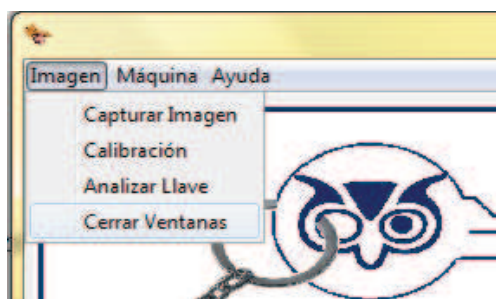 Imagen Máquina Ayuda
Capturar Imagen
Calibración
Analizar Llave
Cerrar Ventanas